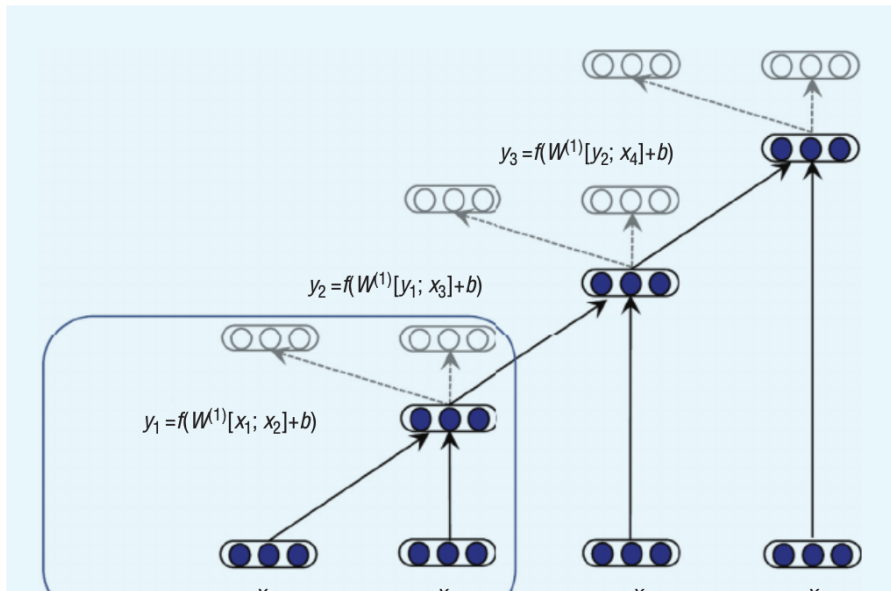 y₃ =f(W⁽¹⁾[y₂; x₄]+b)
y₂ =f(W⁽¹⁾[y₁; x₃]+b)
y₁ =f(W⁽¹⁾[x₁; x₂]+b)